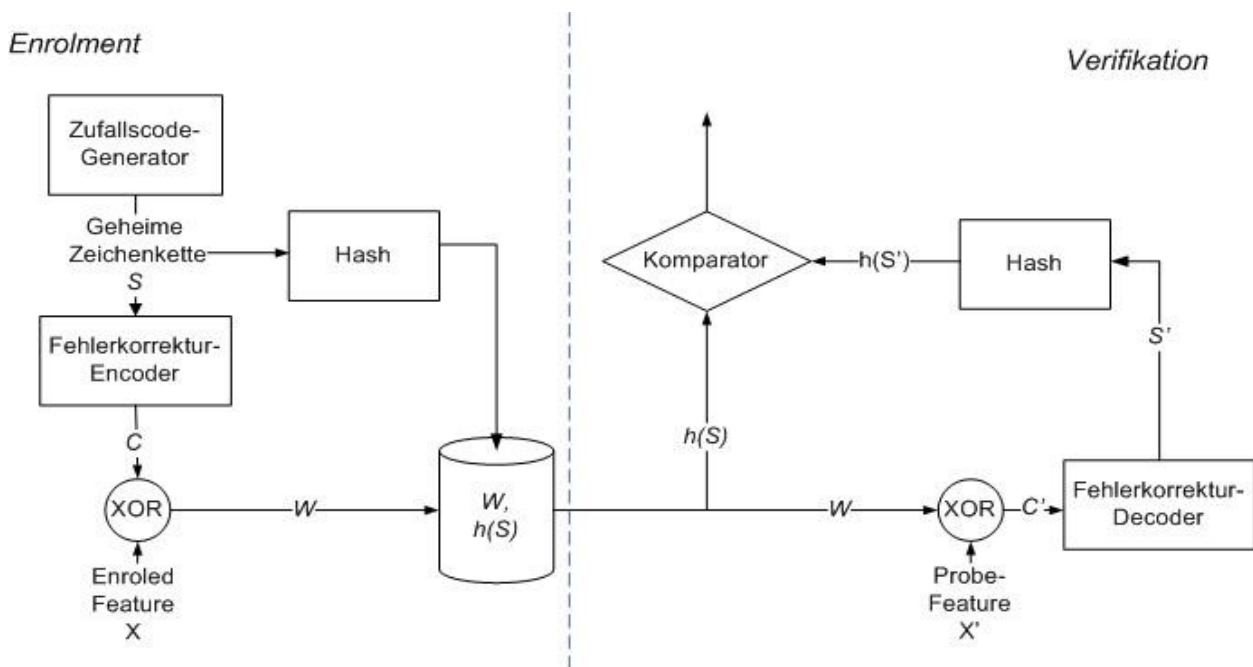 Enrolment
Verifikation
Zufallscode-
Generator
Geheime
Zeichenkette
S
Hash
Fehlerkorrektur-
Encoder
C
XOR
W
Enroled
Feature
X
W,
h(S)
Komparator
h(S')
Hash
S'
h(S)
W
XOR
C'
Fehlerkorrektur-
Decoder
Probe-
Feature
X'